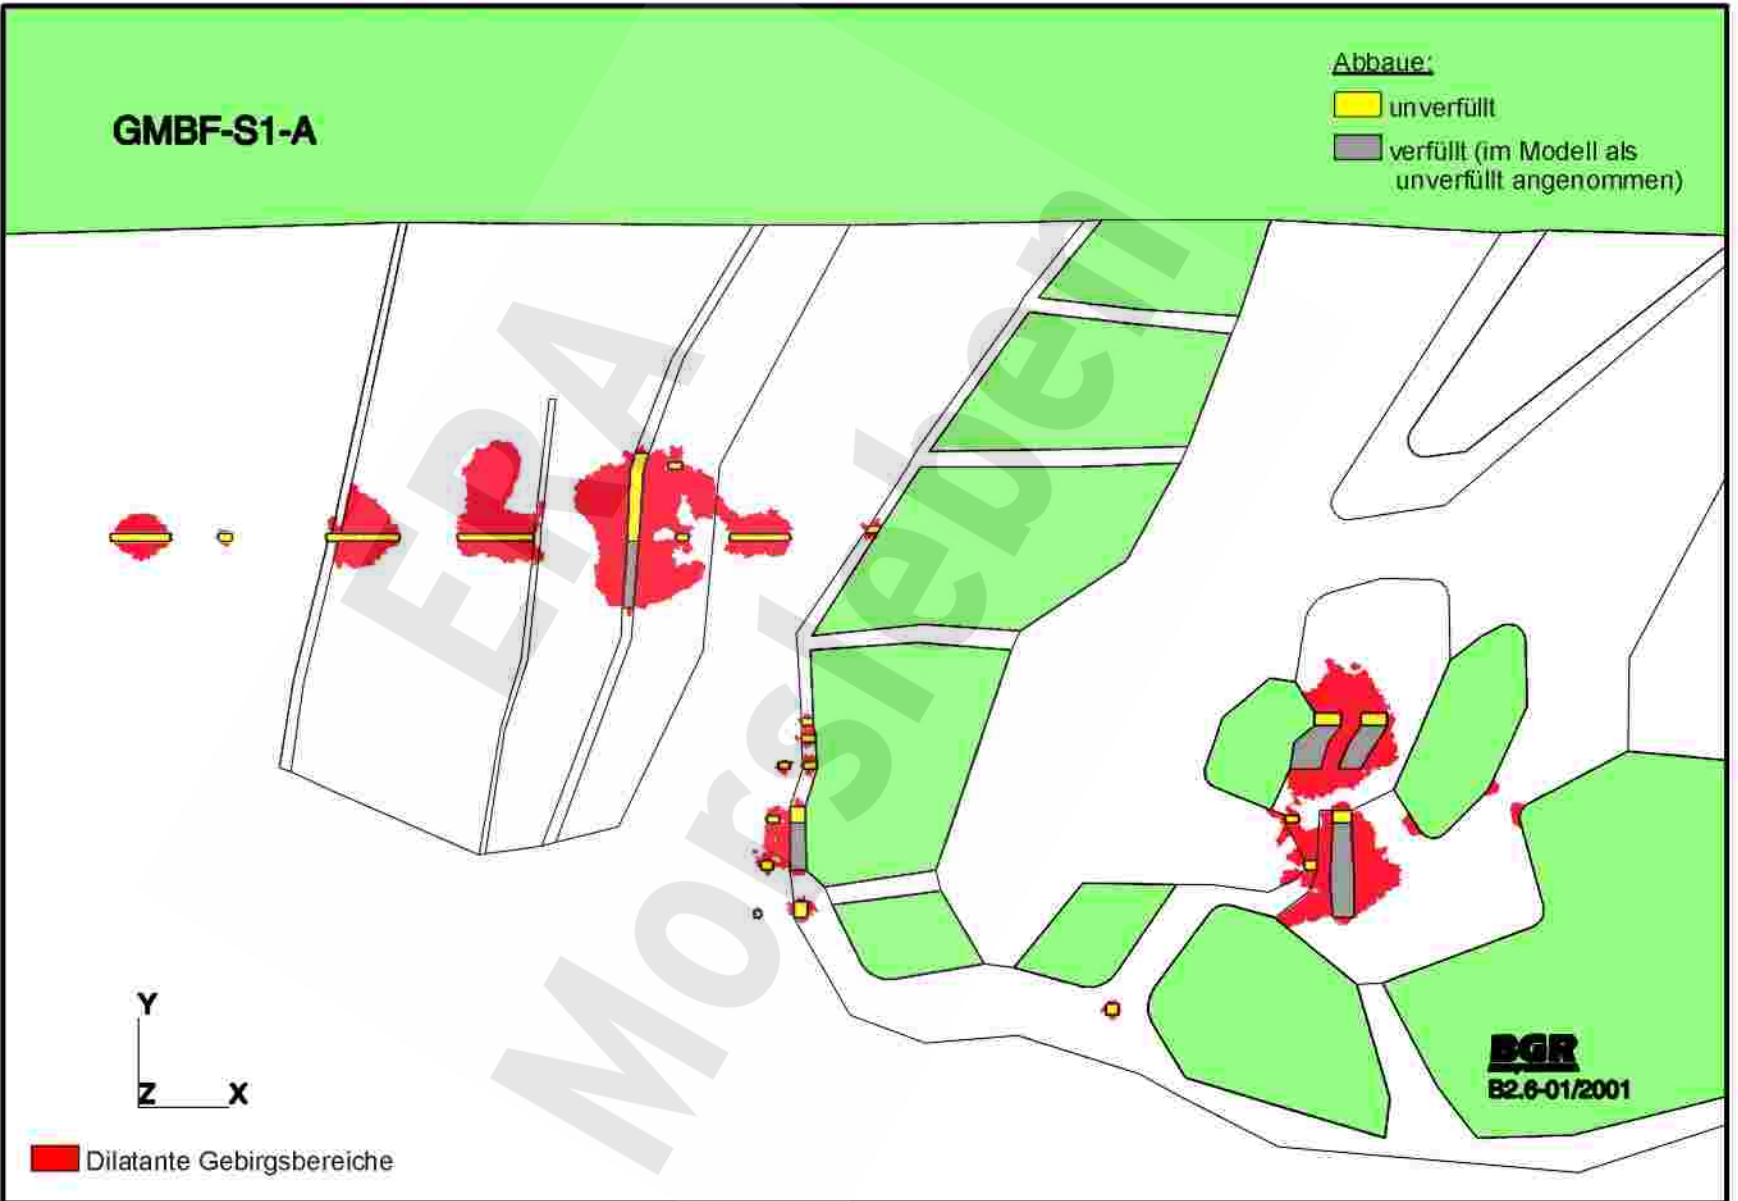 GMBF-S1-A
Abbaue:
unverfüllt
verfüllt (im Modell als
unverfüllt angenommen)
ERA
Morsleben
Y
Z X
BGR
B2.6-01/2001
Dilatante Gebirgsbereiche